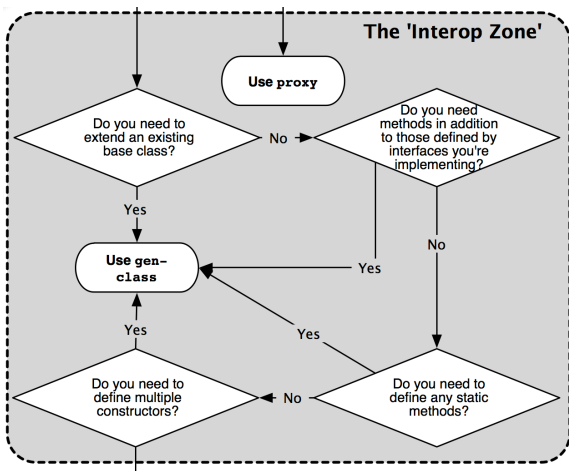 The 'Interop Zone'
Use proxy
Do you need to
extend an existing
base class?
No
Do you need
methods in addition
to those defined by
interfaces you're
implementing?
Yes
No
Use gen-
class
Yes
Yes
Yes
Do you need to
define multiple
constructors?
No
Do you need to
define any static
methods?